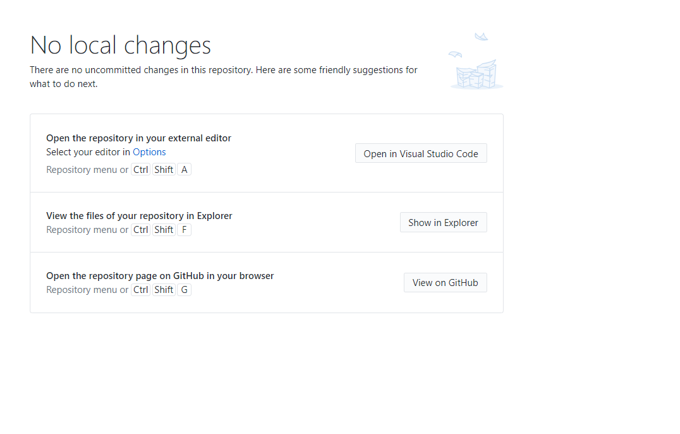 No local changes
There are no uncommitted changes in this repository. Here are some friendly suggestions for
what to do next.
Open the repository in your external editor
Select your editor in Options
Repository menu or Ctrl Shift A
Open in Visual Studio Code
View the files of your repository in Explorer
Repository menu or Ctrl Shift F
Show in Explorer
Open the repository page on GitHub in your browser
Repository menu or Ctrl Shift G
View on GitHub